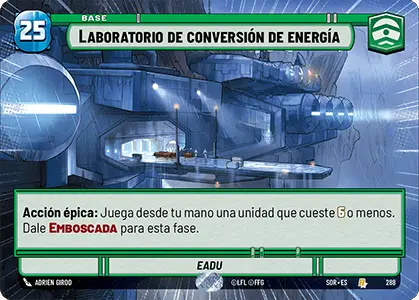 BASE
25
LABORATORIO DE CONVERSIÓN DE ENERGÍA
Acción épica: Juega desde tu mano una unidad que cueste 6 o menos.
Dale EMBOSCADA para esta fase.
EADU
ADRIEN GIROD
©LFL ©FFG
SOR•ES
288